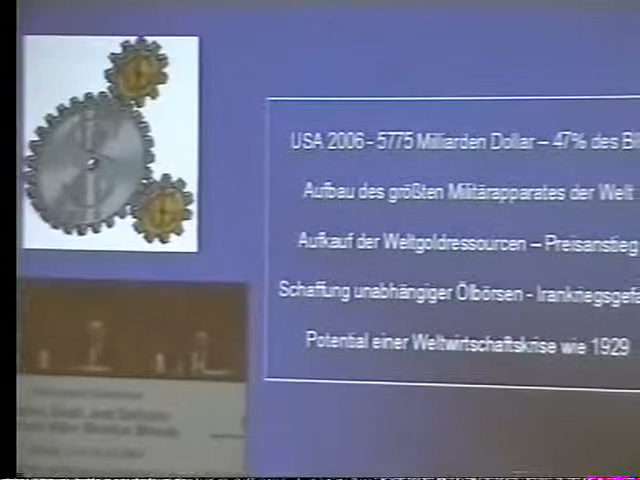 USA 2006 - 5775 Milliarden Dollar – 47% des
Aufbau des größten Militärapparates der Welt
Aufkauf der Weltgoldressourcen – Preisanstieg
Schaffung unabhängiger Ölbörsen - Irankriegsgefa
Potential einer Weltwirtschaftskrise wie 1929